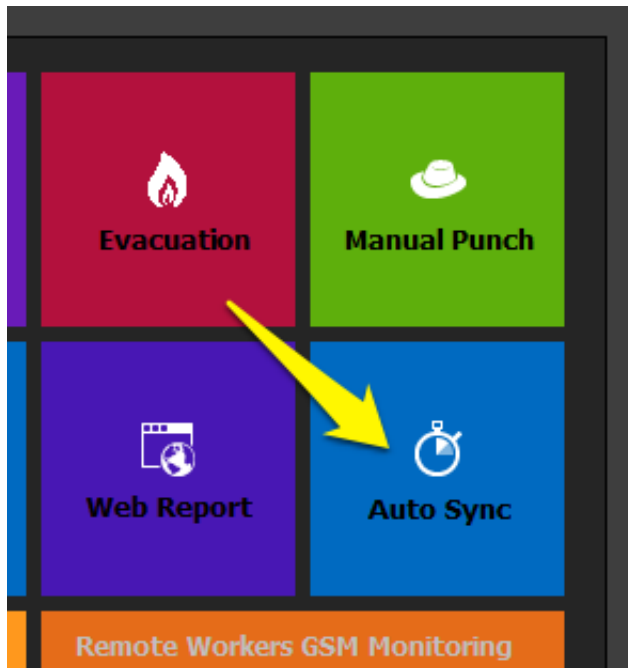 Evacuation
Manual Punch
Web Report
Auto Sync
Remote Workers GSM Monitoring